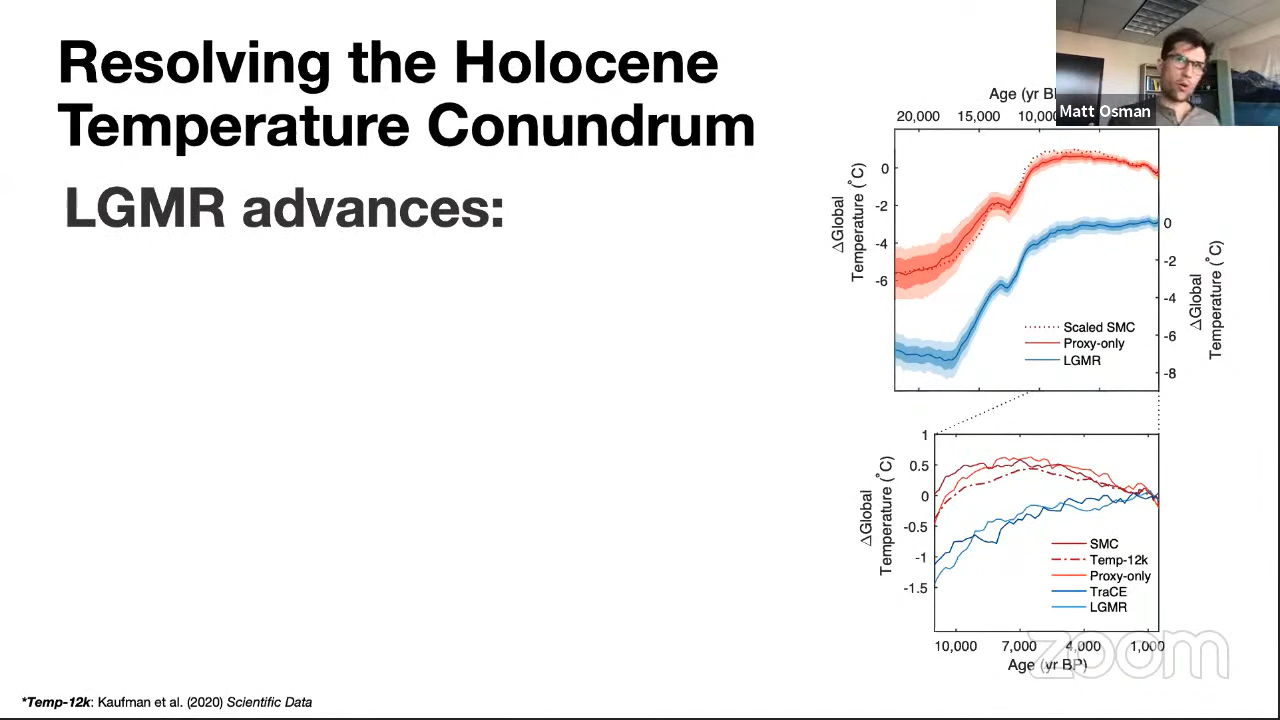 Resolving the Holocene
Temperature Conundrum
LGMR advances:
Matt Osman
Age (yr B
20,000
15,000
10,000
0
-2
-4
-6
ΔGlobal
Temperature (°C)
0
-2
-4
-6
-8
ΔGlobal
Temperature (°C)
Scaled SMC
Proxy-only
LGMR
1
0.5
0
-0.5
-1
-1.5
ΔGlobal
Temperature (°C)
SMC
Temp-12k
Proxy-only
TraCE
LGMR
10,000
7,000
4,000
1,000
Age (yr BP)
zoom
*Temp-12k: Kaufman et al. (2020) Scientific Data